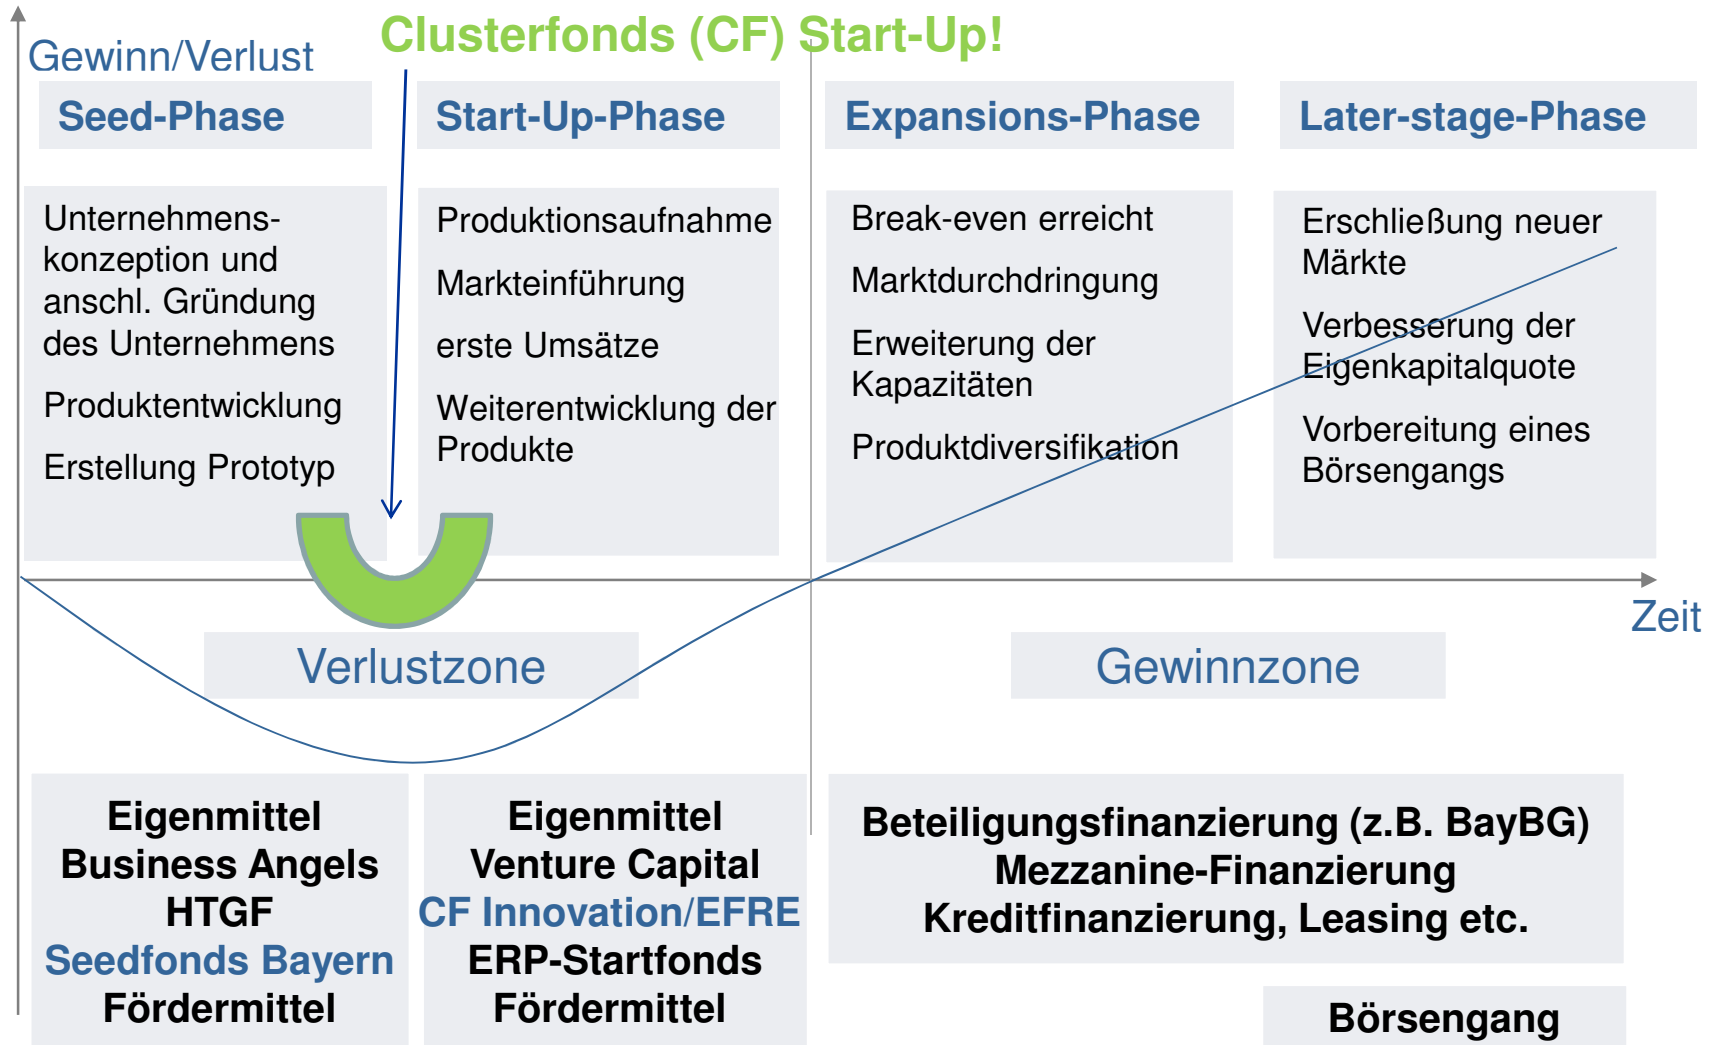 Clusterfonds (CF) Start-Up!
Gewinn/Verlust
Seed-Phase
Start-Up-Phase
Expansions-Phase
Later-stage-Phase
Unternehmens-
konzeption und
anschl. Gründung
des Unternehmens
Produktentwicklung
Erstellung Prototyp
Produktionsaufnahme
Markteinführung
erste Umsätze
Weiterentwicklung der
Produkte
Break-even erreicht
Marktdurchdringung
Erweiterung der
Kapazitäten
Produktdiversifikation
Erschließung neuer
Märkte
Verbesserung der
Eigenkapitalquote
Vorbereitung eines
Börsengangs
Zeit
Verlustzone
Gewinnzone
Eigenmittel
Business Angels
HTGF
Seedfonds Bayern
Fördermittel
Eigenmittel
Venture Capital
CF Innovation/EFRE
ERP-Startfonds
Fördermittel
Beteiligungsfinanzierung (z.B. BayBG)
Mezzanine-Finanzierung
Kreditfinanzierung, Leasing etc.
Börsengang